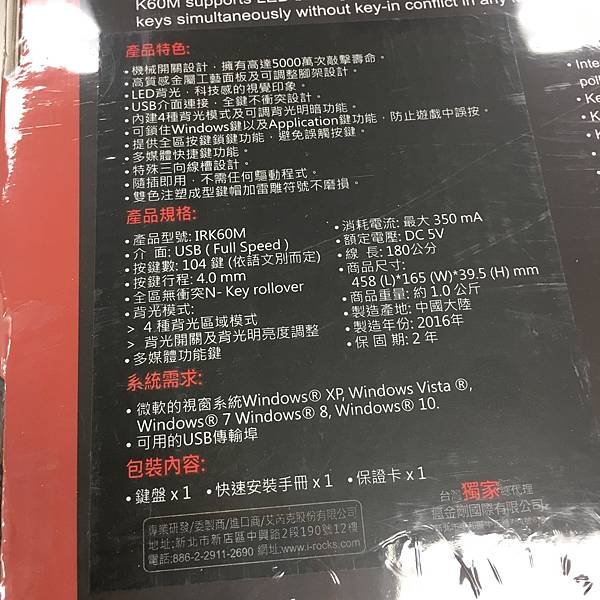 K60M supports LED
keys simultaneously without key-in conflict in any
產品特色:
• 機械開關設計，擁有高達5000萬次敲擊壽命。
• 高質感金屬工藝面板及可調整腳架設計。
• LED背光，科技感的視覺印象。
• USB介面連接，全鍵不衝突設計。
• 內建4種背光模式及可調背光明暗功能。
• 可鎖住Windows鍵以及Application鍵功能，防止遊戲中誤按。
• 提供全區按鍵鎖鍵功能，避免誤觸按鍵。
• 多媒體快捷鍵功能。
• 特殊三向線槽設計。
• 隨插即用，不需任何驅動程式。
• 雙色注塑成型鍵帽加雷雕符號不磨損。
產品規格:
• 產品型號: IRK60M
• 介 面: USB ( Full Speed )
• 按鍵數: 104 鍵 (依語文別而定)
• 按鍵行程: 4.0 mm
• 全區無衝突N- Key rollover
• 背光模式:
> 4 種背光區域模式
> 背光開關及背光明亮度調整
• 多媒體功能鍵
• 消耗電流: 最大 350 mA
• 額定電壓: DC 5V
• 線 長: 180公分
• 商品尺寸:
458 (L)*165 (W)*39.5 (H) mm
• 商品重量: 約 1.0 公斤
• 製造產地: 中國大陸
• 製造年份: 2016年
• 保 固 期: 2 年
系統需求:
• 微軟的視窗系統Windows® XP, Windows Vista ®,
Windows® 7 Windows® 8, Windows® 10.
• 可用的USB傳輸埠
包裝內容:
• 鍵盤 x 1 • 快速安裝手冊 x 1 • 保證卡 x 1
專業研發/委製商/進口商/艾芮克股份有限公司
地址:新北市新店區中興路2段190號12樓
電話:886-2-2911-2690 網址:www.i-rocks.com
台灣獨家總代理
瘋金剛國際有限公司
• Inte
poll
• Ke
• K